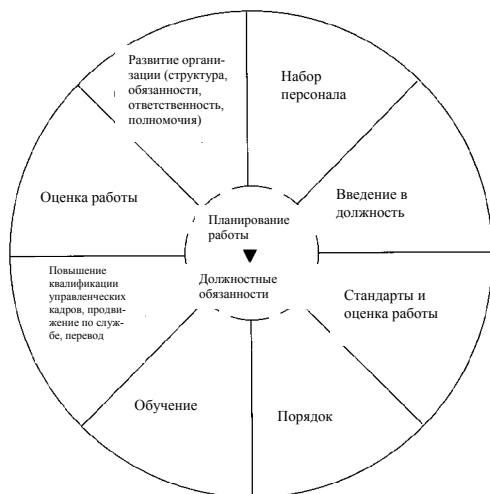 Развитие органи-
зации (структура,
обязанности,
ответственность,
полномочия)
Набор
персонала
Введение в
должность
Стандарты и
оценка работы
Порядок
Обучение
Повышение
квалификации
управленческих
кадров, продви-
жение по служ-
бе, перевод
Оценка работы
Планирование
работы
Должностные
обязанности